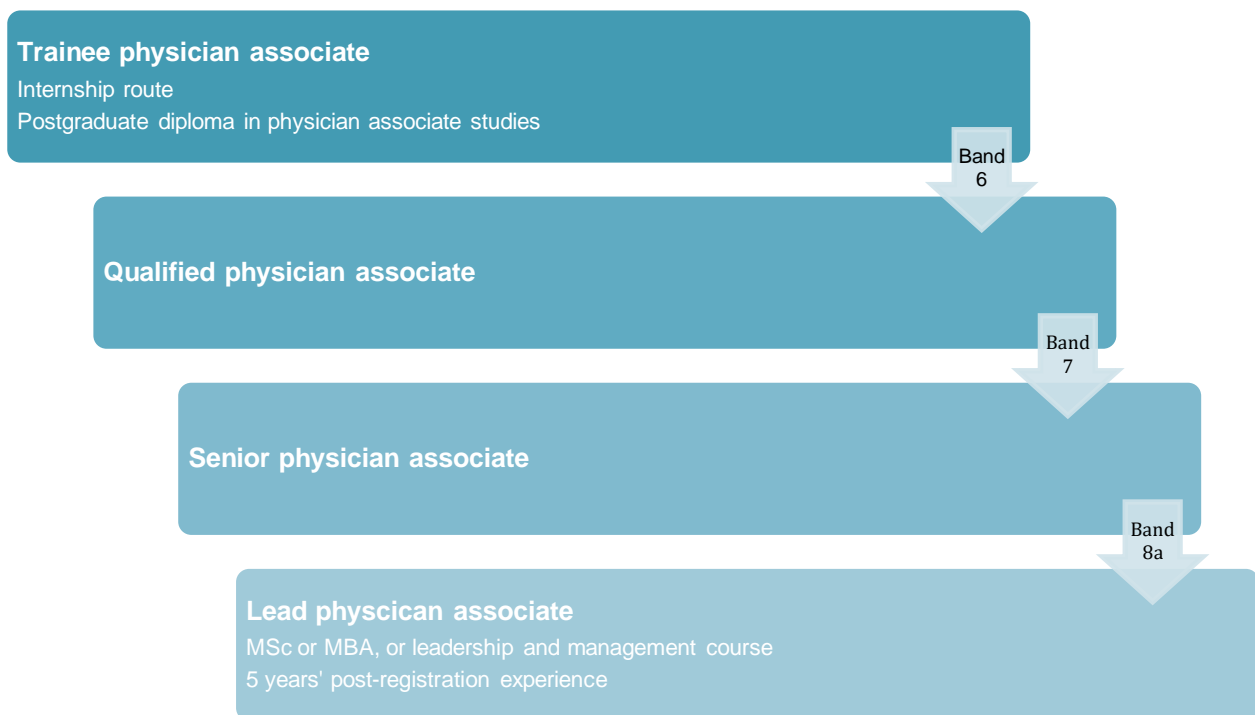 Trainee physician associate
Internship route
Postgraduate diploma in physician associate studies
Band
6
Qualified physician associate
Band
7
Senior physician associate
Band
8a
Lead physcican associate
MSc or MBA, or leadership and management course
5 years' post-registration experience